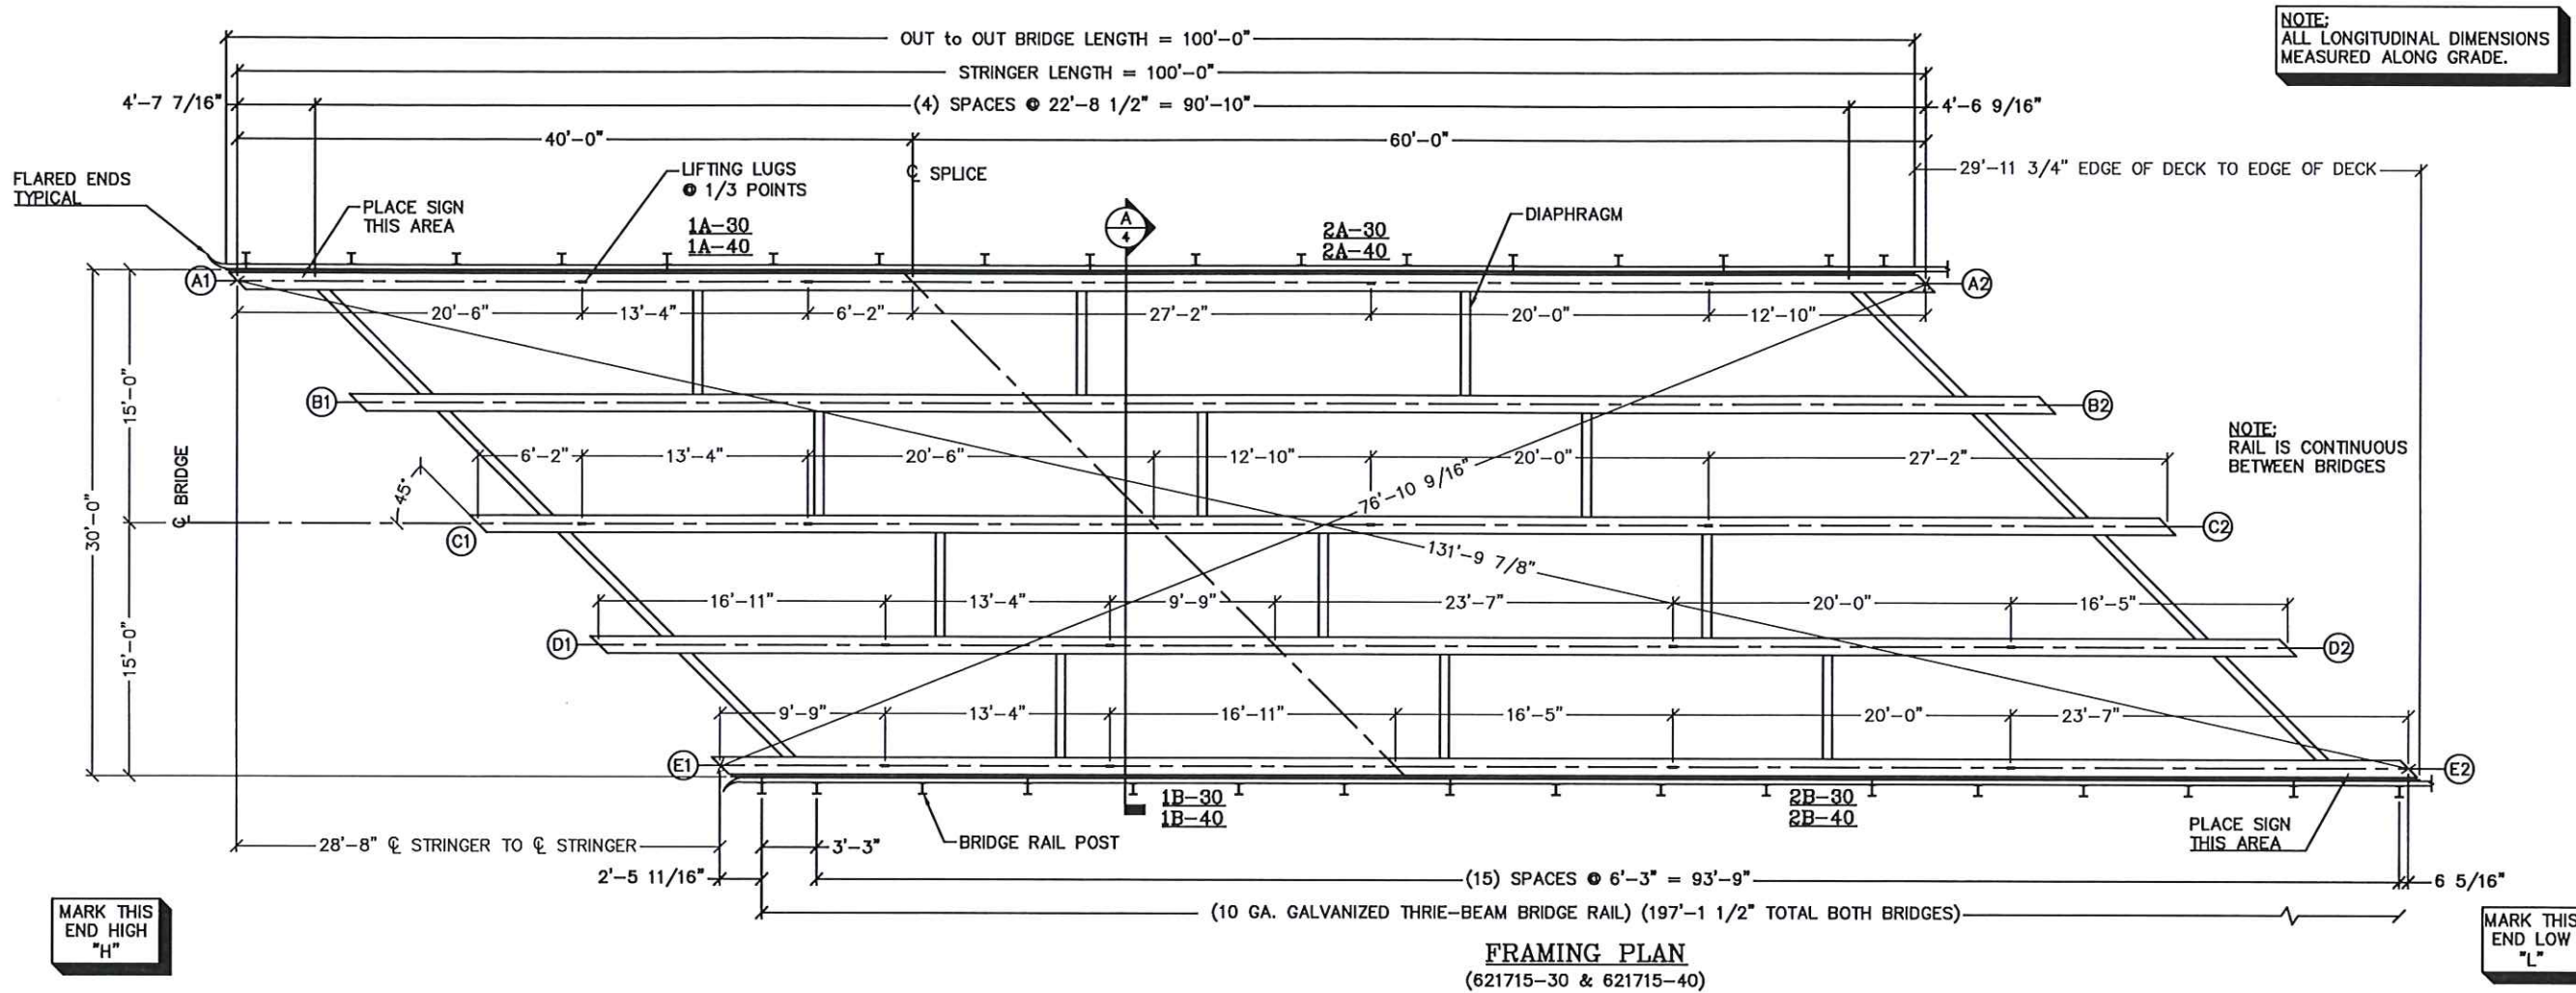 OUT to OUT BRIDGE LENGTH = 100'-0"
NOTE:
ALL LONGITUDINAL DIMENSIONS
MEASURED ALONG GRADE.
STRINGER LENGTH = 100'-0"
4'-7 7/16"
(4) SPACES @ 22'-8 1/2" = 90'-10"
4'-6 9/16"
40'-0"
60'-0"
FLARED ENDS
TYPICAL
PLACE SIGN
THIS AREA
LIFTING LUGS
@ 1/3 POINTS
℄ SPLICE
29'-11 3/4" EDGE OF DECK TO EDGE OF DECK
1A-30
1A-40
A
4
2A-30
2A-40
DIAPHRAGM
A1
A2
20'-6"
13'-4"
6'-2"
27'-2"
20'-0"
12'-10"
30'-0"
15'-0"
15'-0"
B1
B2
℄ BRIDGE
45°
6'-2"
13'-4"
20'-6"
12'-10"
20'-0"
27'-2"
NOTE:
RAIL IS CONTINUOUS
BETWEEN BRIDGES
76'-10 9/16"
C1
C2
131'-9 7/8"
16'-11"
13'-4"
9'-9"
23'-7"
20'-0"
16'-5"
D1
D2
9'-9"
13'-4"
16'-11"
16'-5"
20'-0"
23'-7"
E1
E2
1B-30
1B-40
2B-30
2B-40
28'-8" ℄ STRINGER TO ℄ STRINGER
3'-3"
BRIDGE RAIL POST
PLACE SIGN
THIS AREA
2'-5 11/16"
(15) SPACES @ 6'-3" = 93'-9"
6 5/16"
(10 GA. GALVANIZED THRIE-BEAM BRIDGE RAIL) (197'-1 1/2" TOTAL BOTH BRIDGES)
MARK THIS
END HIGH
"H"
MARK THIS
END LOW
"L"
FRAMING PLAN
(621715-30 & 621715-40)